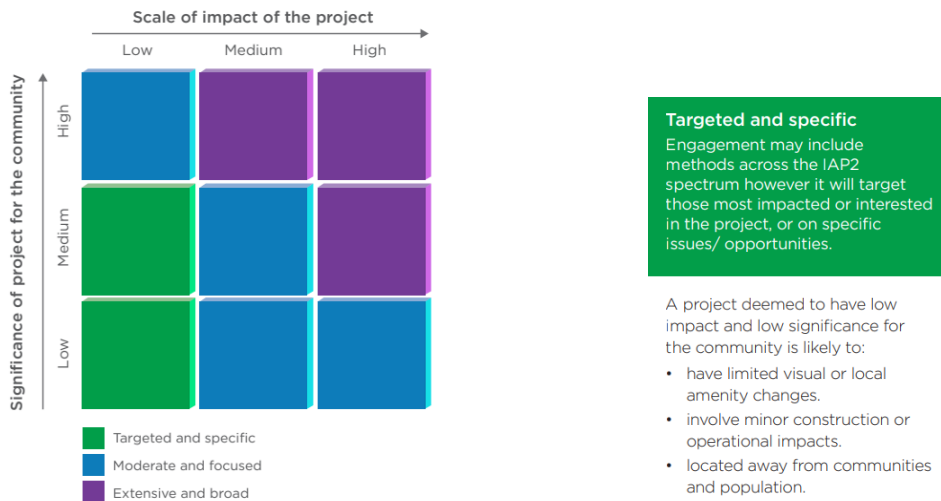 Scale of impact of the project
Low
Medium
High
Significance of project for the community
High
Medium
Low
Targeted and specific
Moderate and focused
Extensive and broad
Targeted and specific
Engagement may include
methods across the IAP2
spectrum however it will target
those most impacted or interested
in the project, or on specific
issues/ opportunities.
A project deemed to have low
impact and low significance for
the community is likely to:
• have limited visual or local
amenity changes.
• involve minor construction or
operational impacts.
• located away from communities
and population.